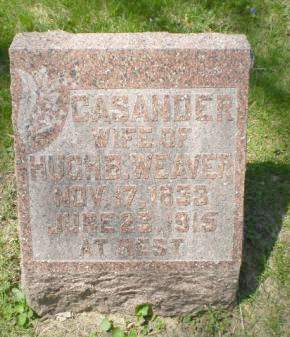 CASANDER
WIFE OF
HUGH B. WEAVER
NOV. 17, 1833
JUNE 23, 1915
AT REST